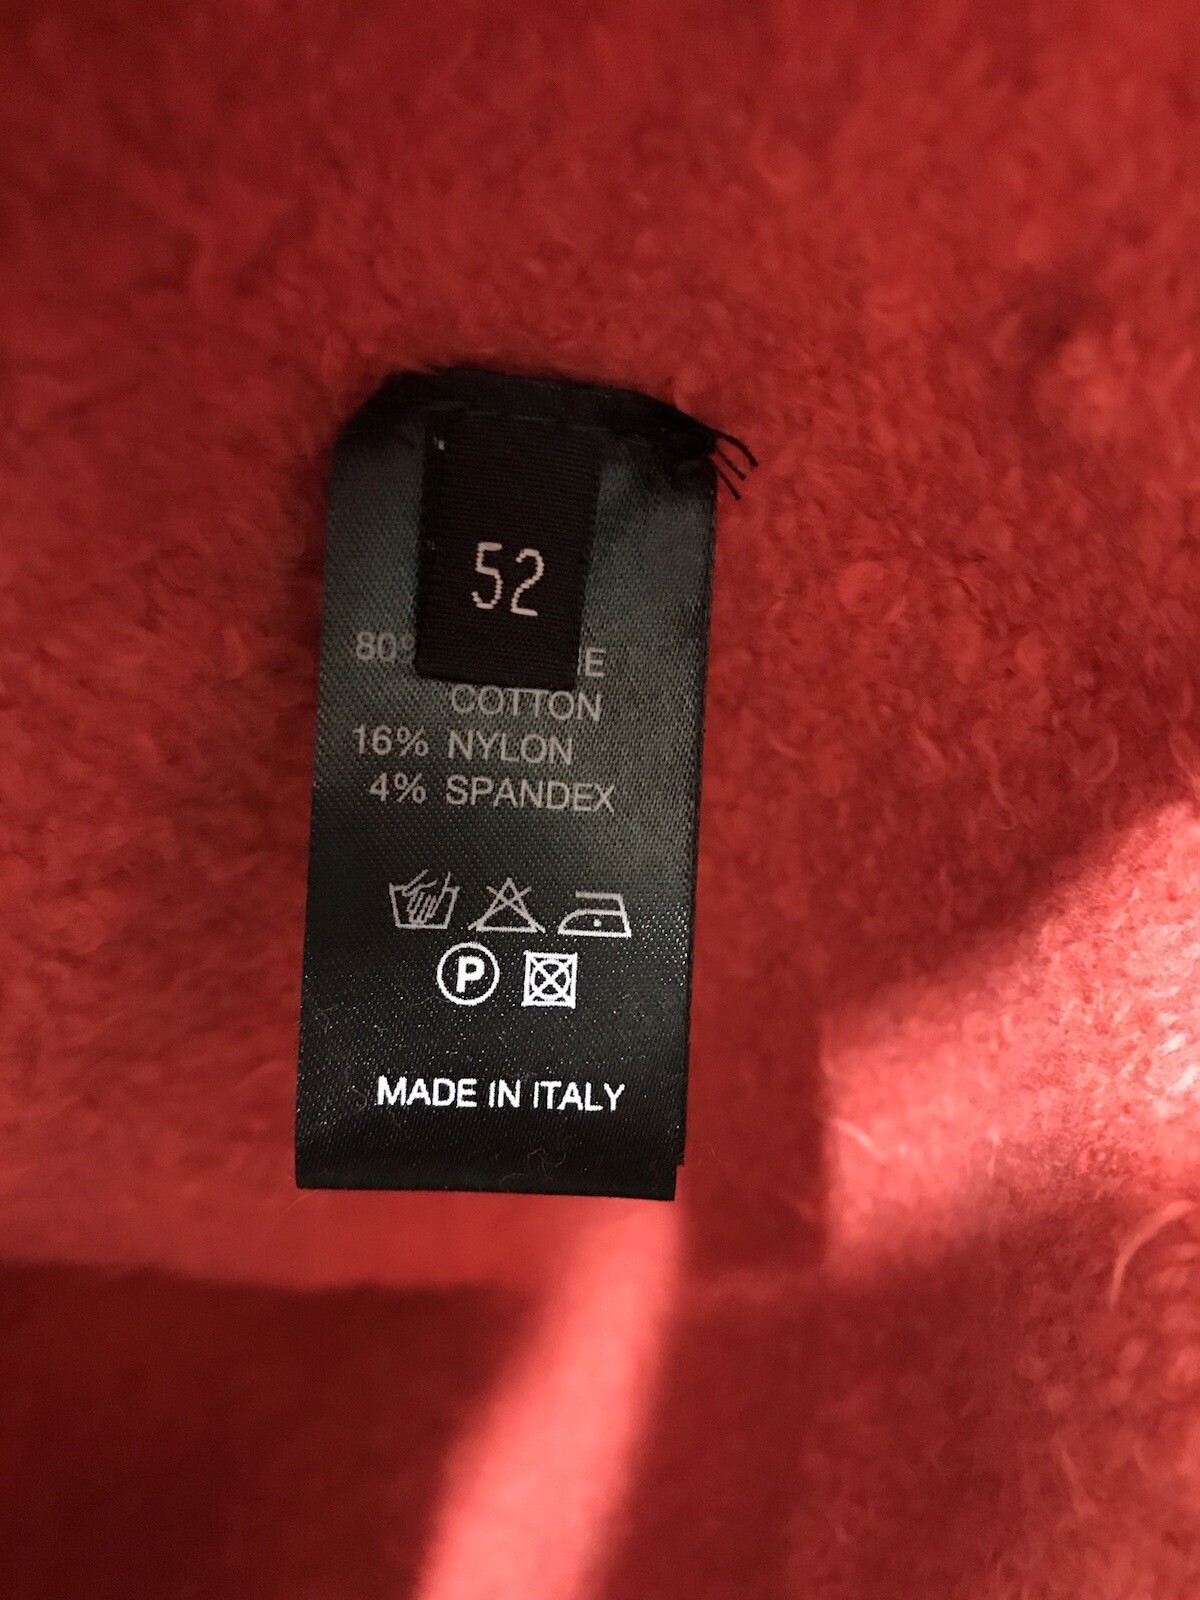 52
80
E
COTTON
16% NYLON
4% SPANDEX
P
MADE IN ITALY